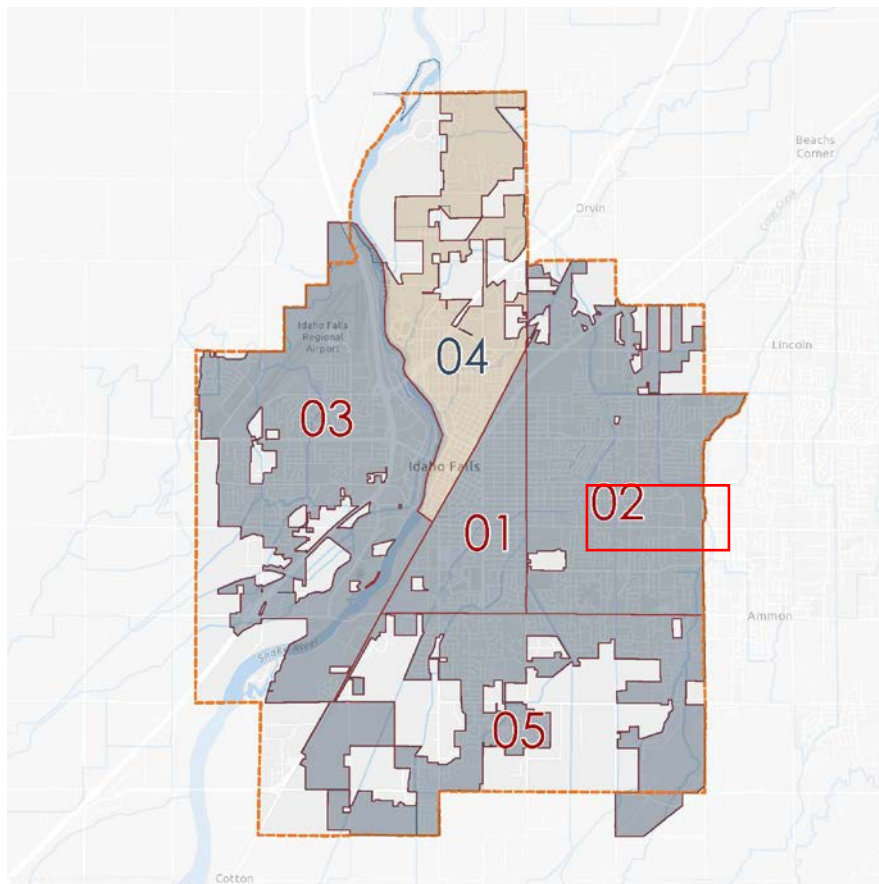 Beachs
Corner
Orvin
Idaho Falls
Regional
Airport
Lincoln
04
03
Idaho Falls
02
01
Ammon
Snake River
05
Cotton